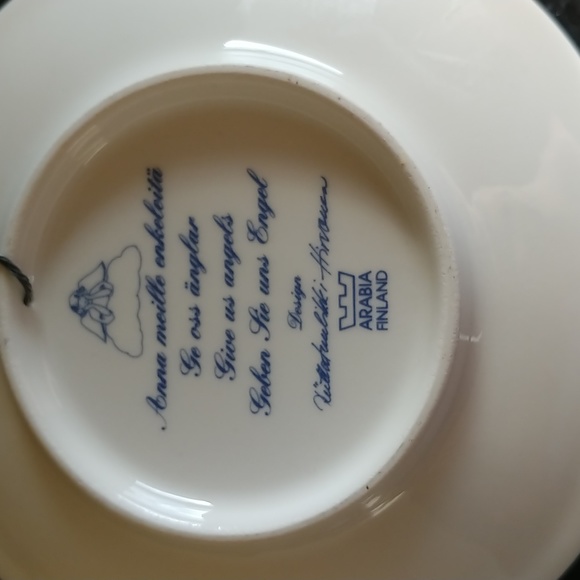 Anna meille enkeleitä
Ge oss änglar
Give us angels
Geben Sie uns Engel
Design
ARABIA
FINLAND